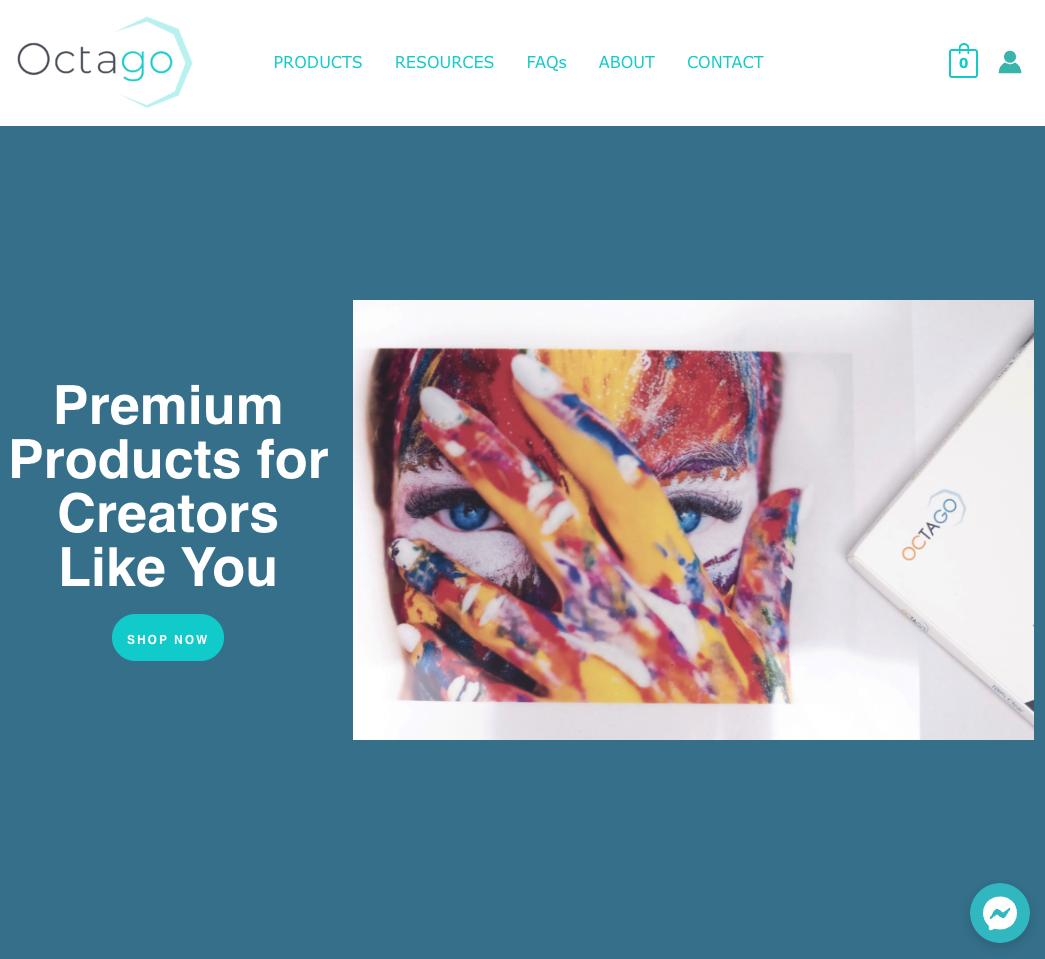 Octago
PRODUCTS
RESOURCES
FAQs
ABOUT
CONTACT
0
Premium
Products for
Creators
Like You
SHOP NOW
OCTAGO